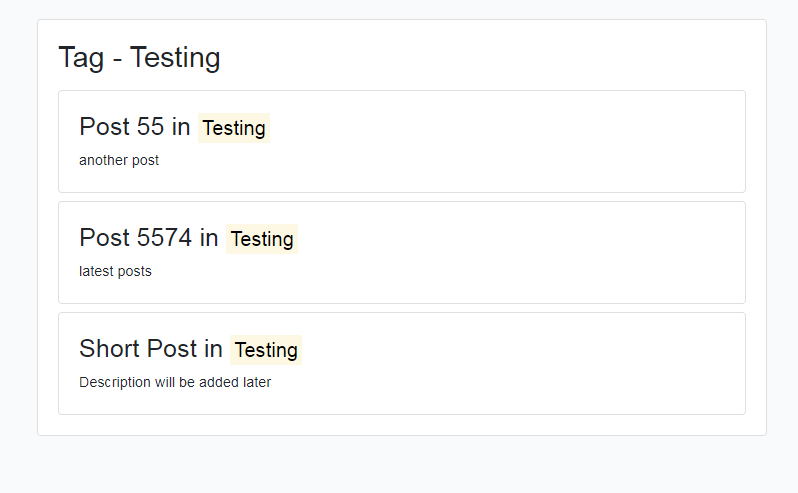 Tag - Testing
Post 55 in Testing
another post
Post 5574 in Testing
latest posts
Short Post in Testing
Description will be added later